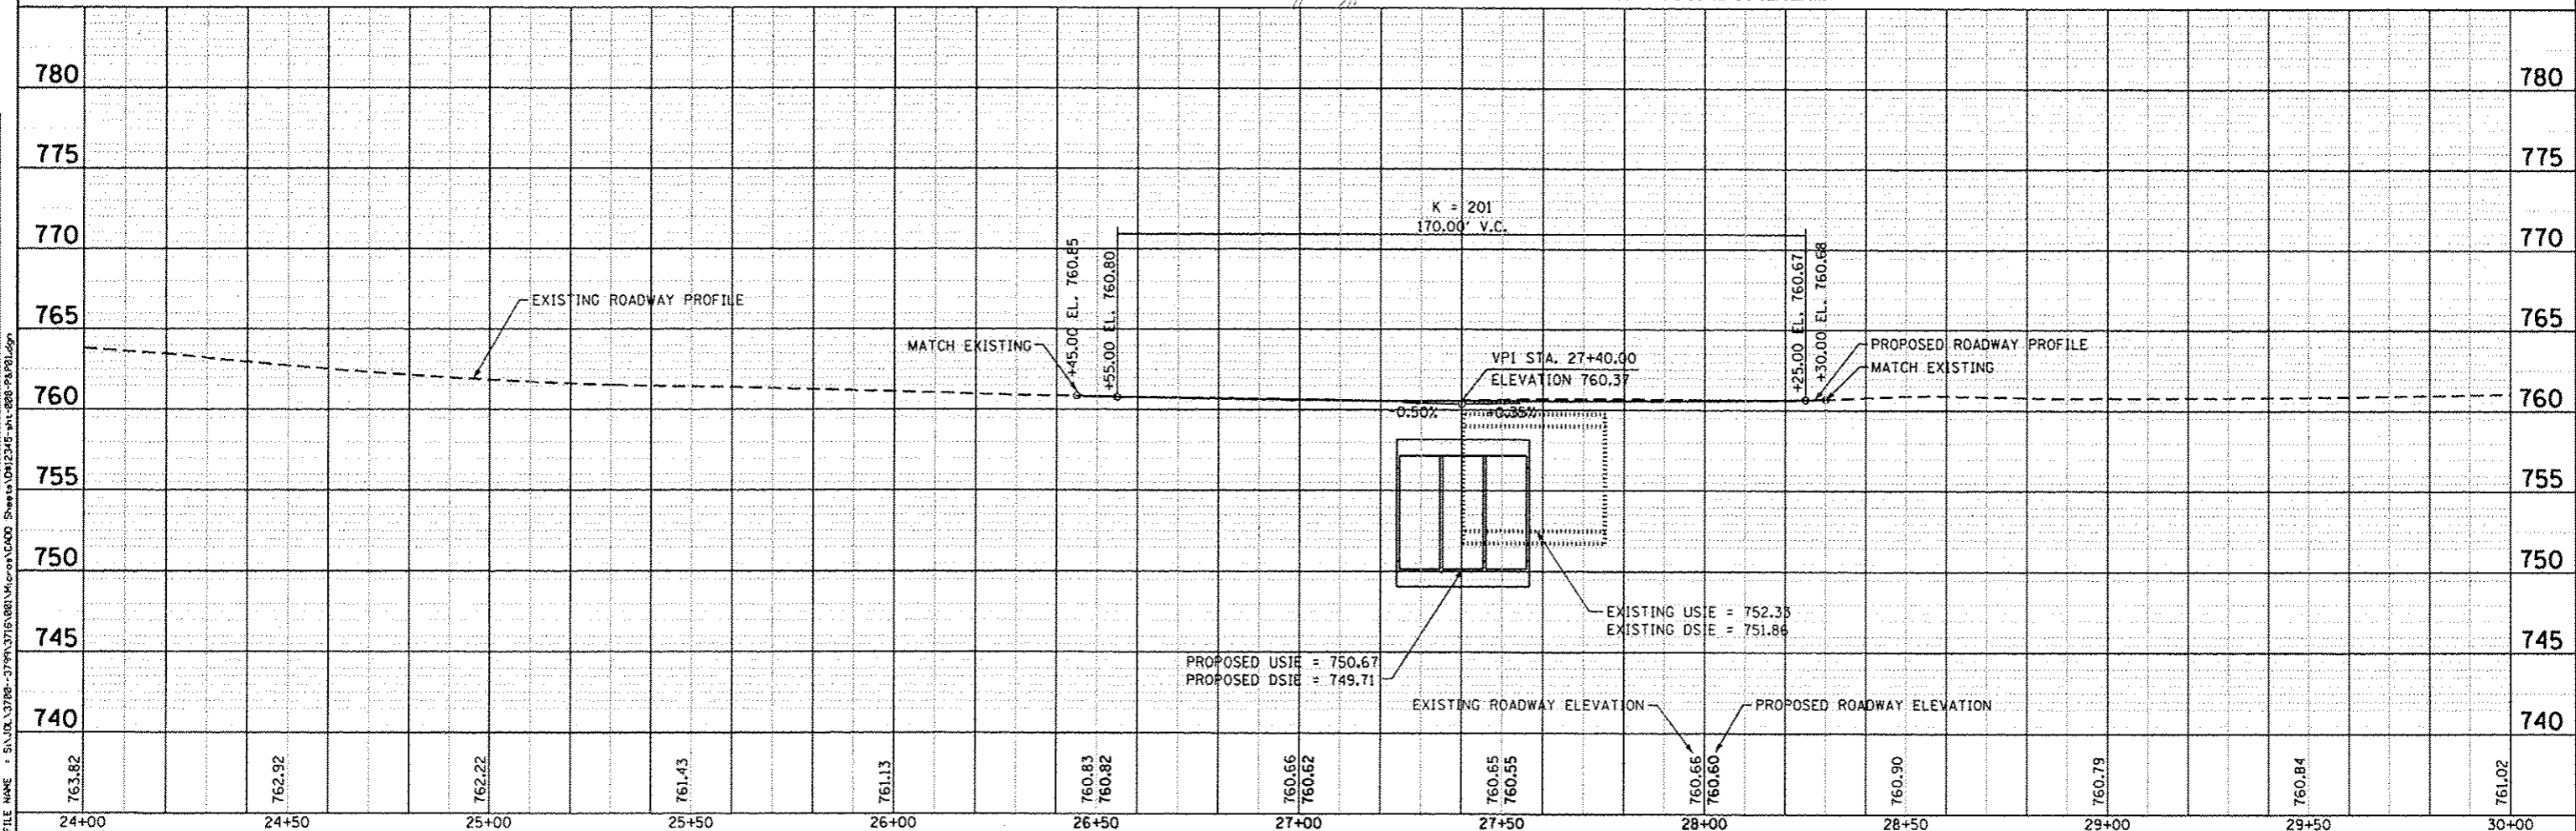 780 780
775 775
K = 201
170.00' V.C.
770 770
+45.00 EL. 760.85
+55.00 EL. 760.80
+25.00 EL. 760.67
+30.00 EL. 760.68
EXISTING ROADWAY PROFILE
765 765
MATCH EXISTING
VPI STA. 27+40.00
ELEVATION 760.37
PROPOSED ROADWAY PROFILE
MATCH EXISTING
760 760
-0.50% +0.35%
755 755
750 750
EXISTING USIE = 752.33
EXISTING DSIE = 751.86
745 745
PROPOSED USIE = 750.67
PROPOSED DSIE = 749.71
EXISTING ROADWAY ELEVATION
PROPOSED ROADWAY ELEVATION
740 740
763.82
762.92
762.22
761.43
761.13
760.83
760.82
760.66
760.62
760.65
760.55
760.66
760.60
760.90
760.79
760.84
761.02
24+00 24+50 25+00 25+50 26+00 26+50 27+00 27+50 28+00 28+50 29+00 29+50 30+00
FILE NAME =